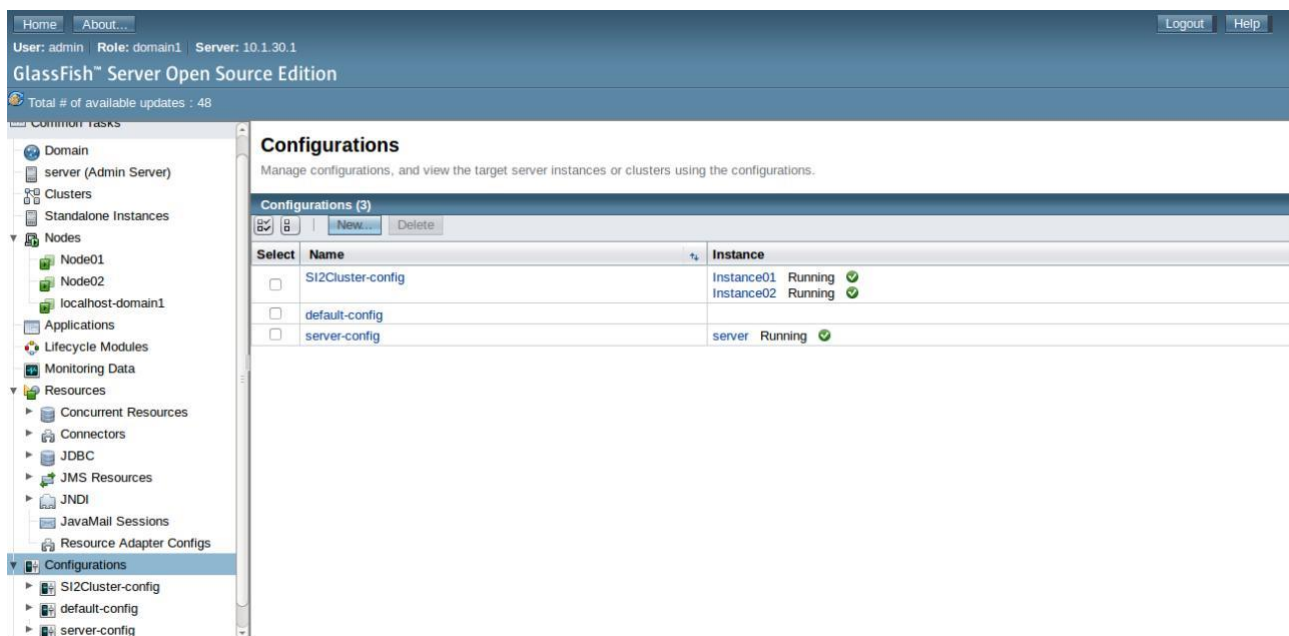 Home About... Logout Help
User: admin Role: domain1 Server: 10.1.30.1
GlassFish™ Server Open Source Edition
Total # of available updates : 48
Common Tasks
Domain
server (Admin Server)
Clusters
Standalone Instances
Nodes
Node01
Node02
localhost-domain1
Applications
Lifecycle Modules
Monitoring Data
Resources
Concurrent Resources
Connectors
JDBC
JMS Resources
JNDI
JavaMail Sessions
Resource Adapter Configs
Configurations
SI2Cluster-config
default-config
server-config
Configurations
Manage configurations, and view the target server instances or clusters using the configurations.
Configurations (3)
New... Delete
Select Name Instance
SI2Cluster-config Instance01 Running
Instance02 Running
default-config
server-config server Running